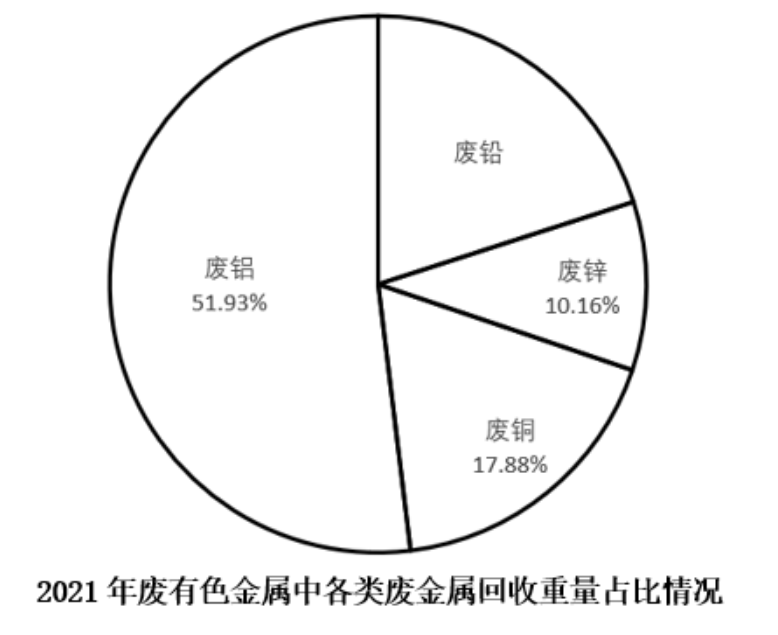 废铅
废铝
51.93%
废锌
10.16%
废铜
17.88%
2021 年废有色金属中各类废金属回收重量占比情况